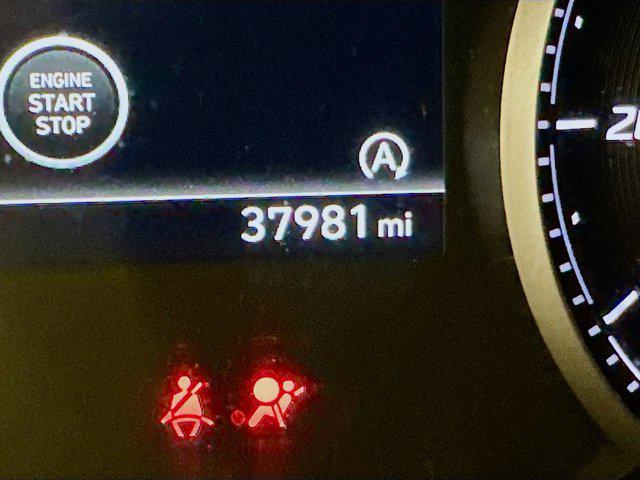 ENGINE
START
STOP
A
37981 mi